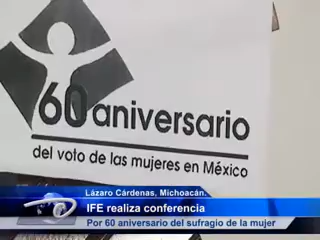 60 aniversario
del voto de las mujeres en México
Lázaro Cárdenas, Michoacán.
IFE realiza conferencia
Por 60 aniversario del sufragio de la mujer